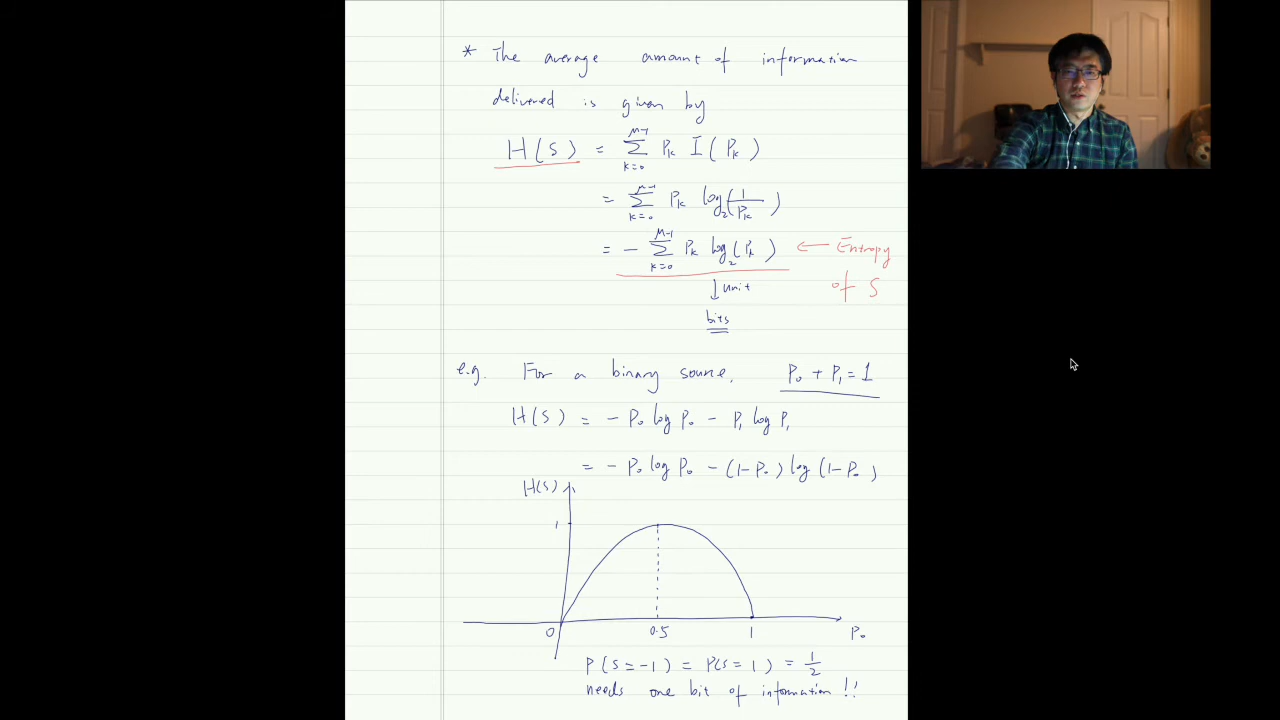 * The average amount of information
delivered is given by
H(S) = ∑_{k=0}^{M-1} P_k I(P_k)
= ∑_{k=0}^{M-1} P_k log_2(1/P_k)
= - ∑_{k=0}^{M-1} P_k log_2(P_k) ← Entropy
of S
↓ unit
bits
e.g. For a binary source, P_0 + P_1 = 1
H(S) = - P_0 log P_0 - P_1 log P_1
= - P_0 log P_0 - (1-P_0) log (1-P_0)
H(S)
1
0 0.5 1 P_0
P(S=-1) = P(S=1) = 1/2
needs one bit of information !!